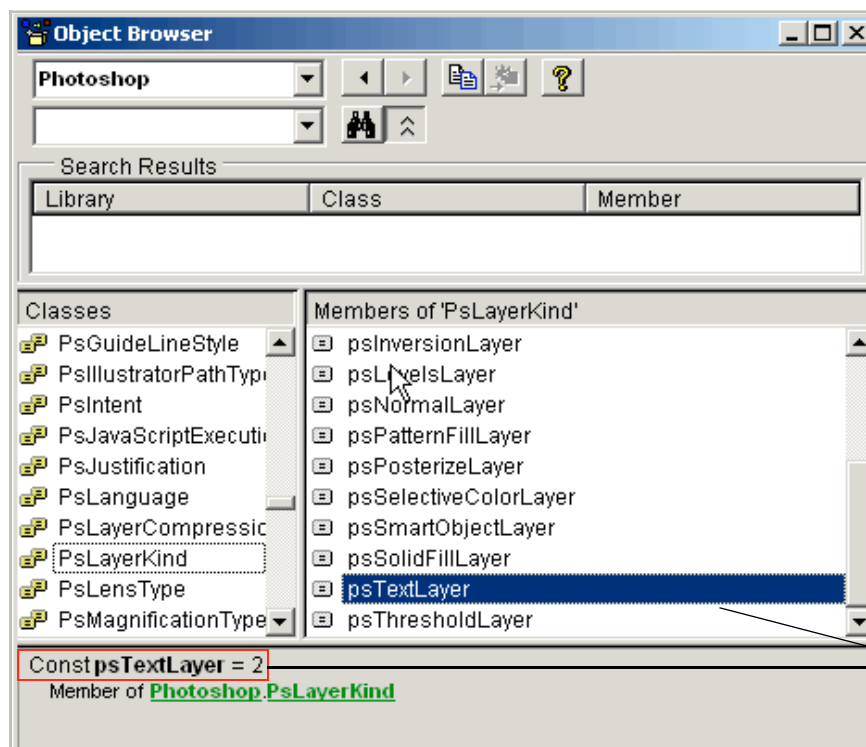 Object Browser
Photoshop
Search Results
Library Class Member
Classes
PsGuideLineStyle
PsIllustratorPathType
PsIntent
PsJavaScriptExecuti
PsJustification
PsLanguage
PsLayerCompressic
PsLayerKind
PsLensType
PsMagnificationType
Members of 'PsLayerKind'
psInversionLayer
psLevelsLayer
psNormalLayer
psPatternFillLayer
psPosterizeLayer
psSelectiveColorLayer
psSmartObjectLayer
psSolidFillLayer
psTextLayer
psThresholdLayer
Const psTextLayer = 2
Member of Photoshop.PsLayerKind